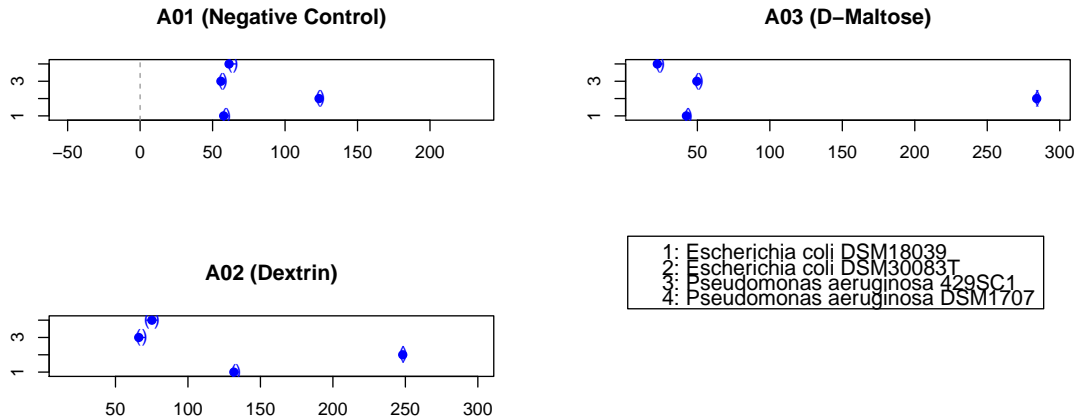 A01 (Negative Control)
3
1
−50 0 50 100 150 200
A03 (D−Maltose)
3
1
50 100 150 200 250 300
A02 (Dextrin)
3
1
50 100 150 200 250 300
1: Escherichia coli DSM18039
2: Escherichia coli DSM30083T
3: Pseudomonas aeruginosa 429SC1
4: Pseudomonas aeruginosa DSM1707